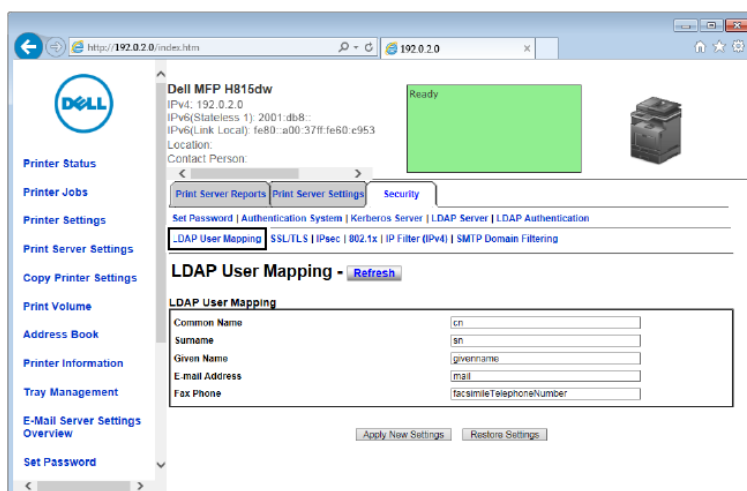 http://192.0.2.0/index.htm
192.0.2.0
DELL
Dell MFP H815dw
IPv4: 192.0.2.0
IPv6(Stateless 1): 2001:db8::
IPv6(Link Local): fe80::a00:37ff:fe60:c953
Location:
Contact Person:
Ready
Printer Status
Printer Jobs
Printer Settings
Print Server Settings
Copy Printer Settings
Print Volume
Address Book
Printer Information
Tray Management
E-Mail Server Settings
Overview
Set Password
Print Server Reports Print Server Settings Security
Set Password | Authentication System | Kerberos Server | LDAP Server | LDAP Authentication
LDAP User Mapping | SSL/TLS | IPsec | 802.1x | IP Filter (IPv4) | SMTP Domain Filtering
LDAP User Mapping - Refresh
LDAP User Mapping
Common Name cn
Surname sn
Given Name givenname
E-mail Address mail
Fax Phone facsimileTelephoneNumber
Apply New Settings Restore Settings